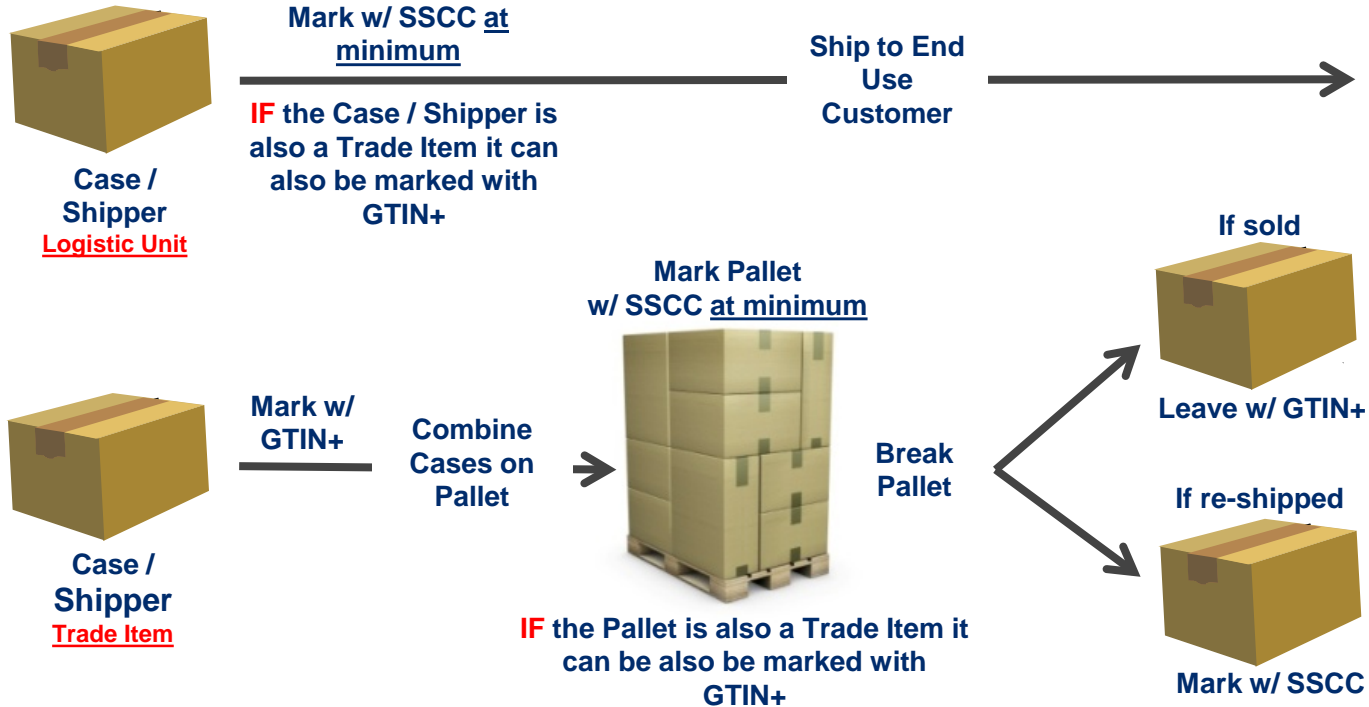 Mark w/ SSCC at
minimum
IF the Case / Shipper is
also a Trade Item it can
also be marked with
GTIN+
Ship to End
Use
Customer
Case /
Shipper
Logistic Unit
Mark w/
GTIN+
Combine
Cases on
Pallet
Case /
Shipper
Trade Item
Mark Pallet
w/ SSCC at minimum
IF the Pallet is also a Trade Item it
can be also be marked with
GTIN+
Break
Pallet
If sold
Leave w/ GTIN+
If re-shipped
Mark w/ SSCC